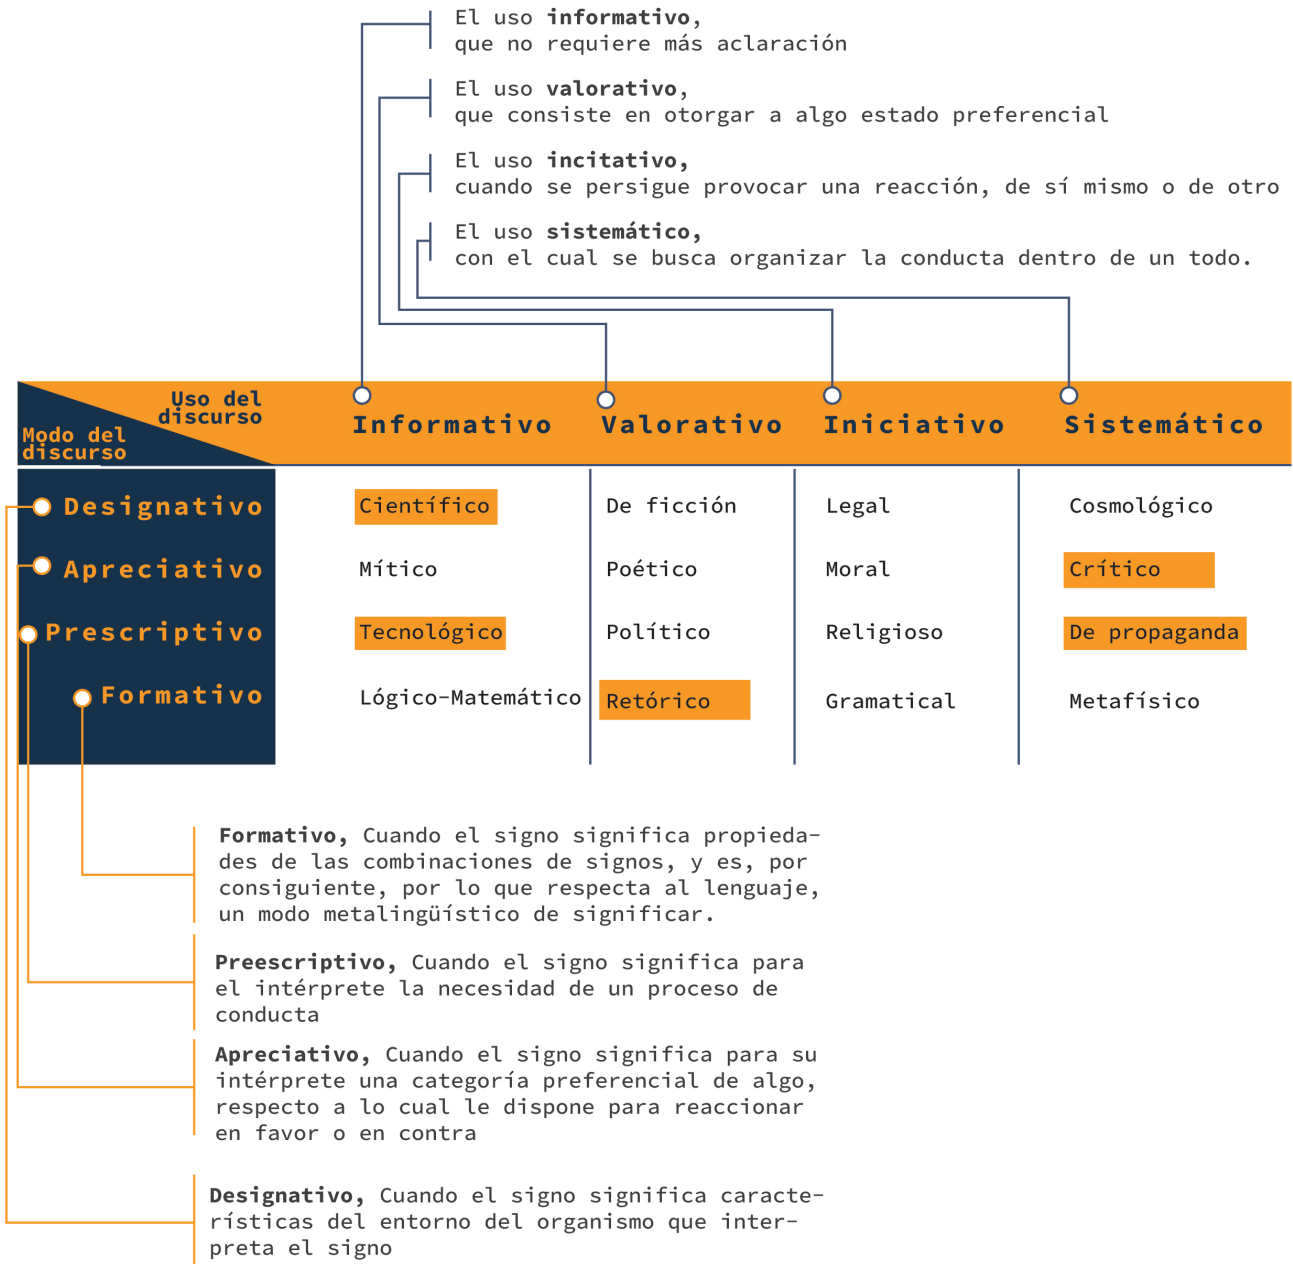 El uso informativo,
que no requiere más aclaración
El uso valorativo,
que consiste en otorgar a algo estado preferencial
El uso incitativo,
cuando se persigue provocar una reacción, de sí mismo o de otro
El uso sistemático,
con el cual se busca organizar la conducta dentro de un todo.
Uso del
discurso
Modo del
discurso
Informativo Valorativo Iniciativo Sistemático
Designativo Científico De ficción Legal Cosmológico
Apreciativo Mítico Poético Moral Crítico
Prescriptivo Tecnológico Político Religioso De propaganda
Formativo Lógico-Matemático Retórico Gramatical Metafísico
Formativo, Cuando el signo significa propieda-
des de las combinaciones de signos, y es, por
consiguiente, por lo que respecta al lenguaje,
un modo metalingüístico de significar.
Preescriptivo, Cuando el signo significa para
el intérprete la necesidad de un proceso de
conducta
Apreciativo, Cuando el signo significa para su
intérprete una categoría preferencial de algo,
respecto a lo cual le dispone para reaccionar
en favor o en contra
Designativo, Cuando el signo significa caracte-
rísticas del entorno del organismo que inter-
preta el signo